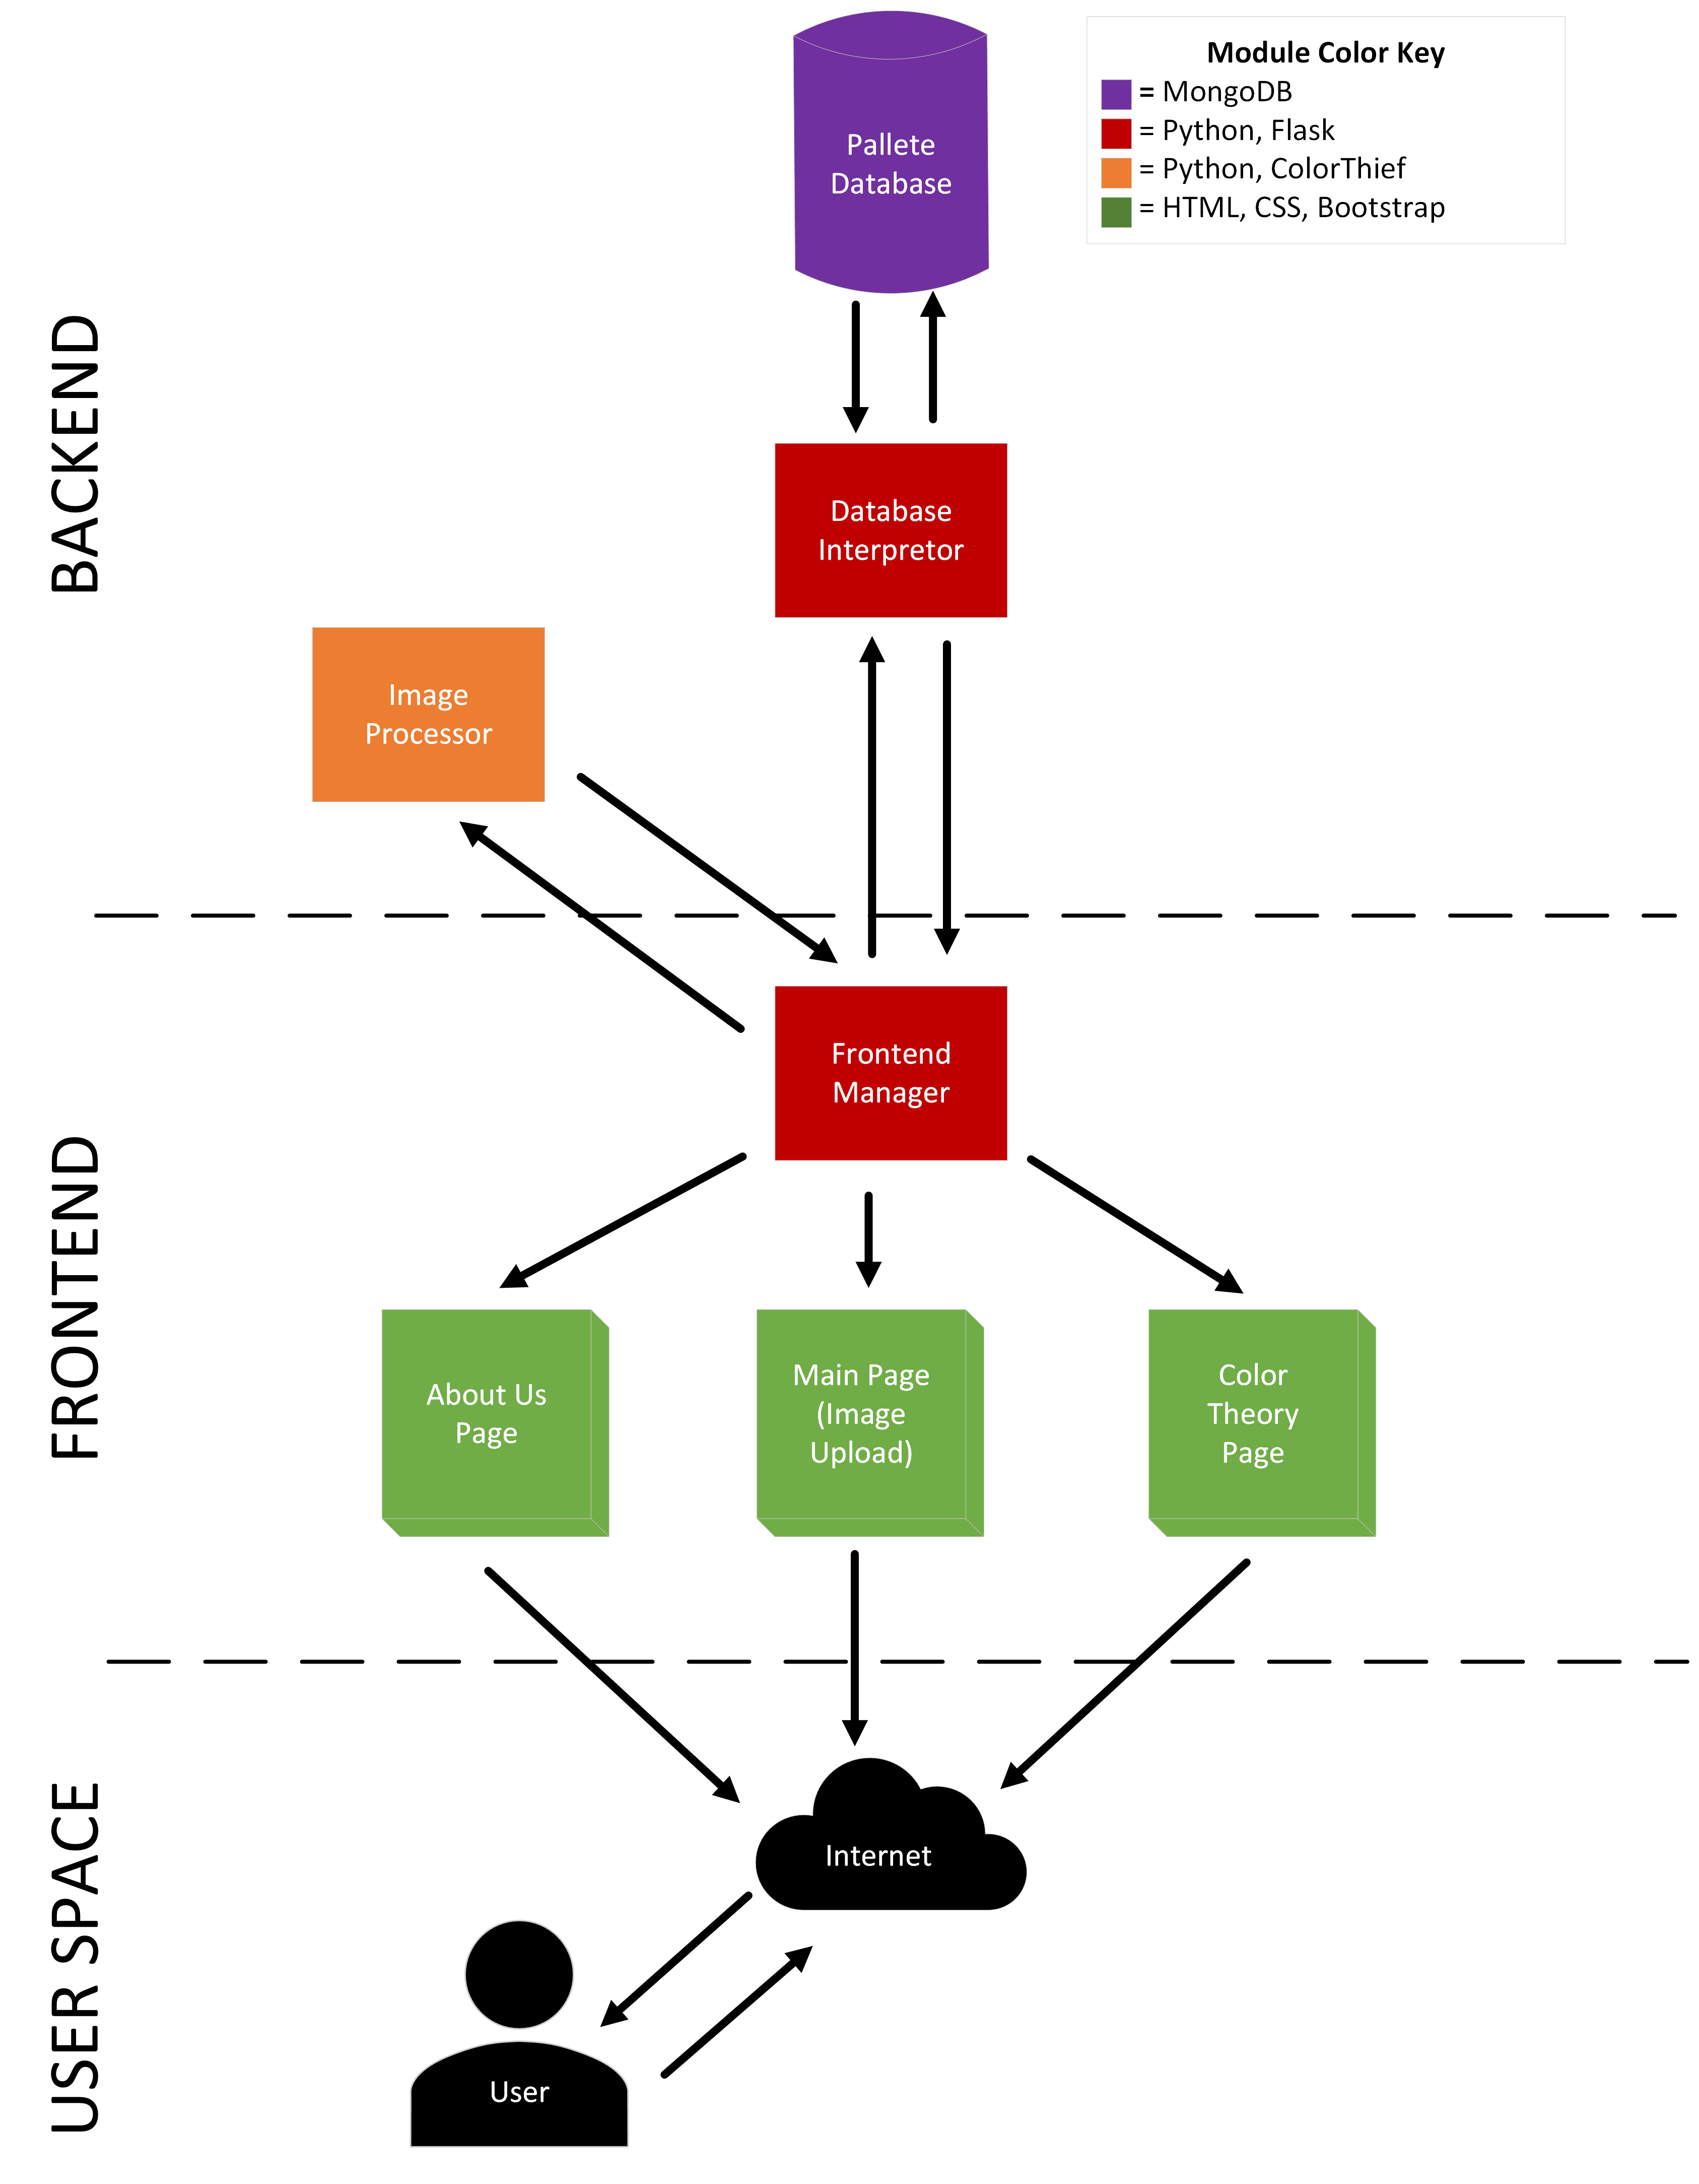 Module Color Key
= MongoDB
= Python, Flask
= Python, ColorThief
= HTML, CSS, Bootstrap
Pallete
Database
BACKEND
Database
Interpretor
Image
Processor
FRONTEND
Frontend
Manager
About Us
Page
Main Page
(Image
Upload)
Color
Theory
Page
USER SPACE
Internet
User